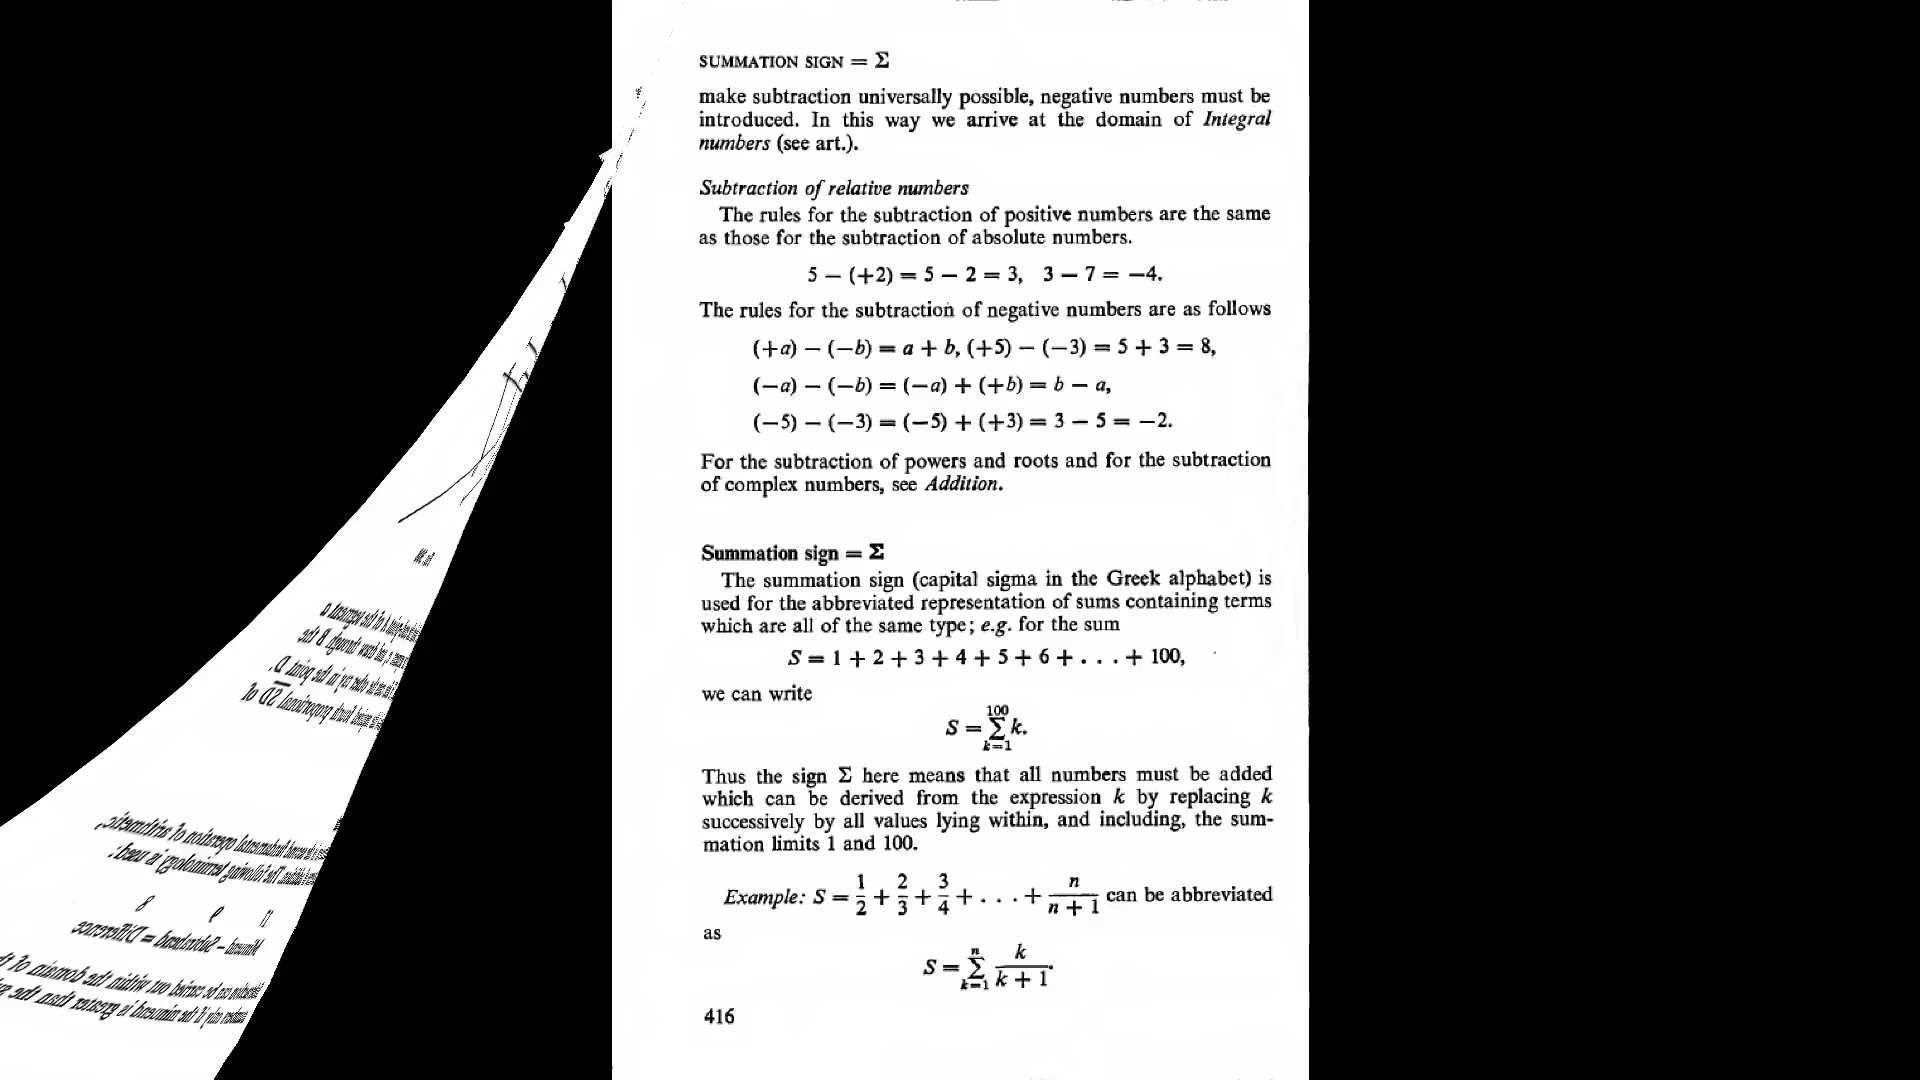 SUMMATION SIGN = Σ
make subtraction universally possible, negative numbers must be
introduced. In this way we arrive at the domain of Integral
numbers (see art.).
Subtraction of relative numbers
The rules for the subtraction of positive numbers are the same
as those for the subtraction of absolute numbers.
5 − (+2) = 5 − 2 = 3, 3 − 7 = −4.
The rules for the subtraction of negative numbers are as follows
(+a) − (−b) = a + b, (+5) − (−3) = 5 + 3 = 8,
(−a) − (−b) = (−a) + (+b) = b − a,
(−5) − (−3) = (−5) + (+3) = 3 − 5 = −2.
For the subtraction of powers and roots and for the subtraction
of complex numbers, see Addition.
Summation sign = Σ
The summation sign (capital sigma in the Greek alphabet) is
used for the abbreviated representation of sums containing terms
which are all of the same type; e.g. for the sum
S = 1 + 2 + 3 + 4 + 5 + 6 + . . . + 100,
we can write
100
S = Σ k.
k=1
Thus the sign Σ here means that all numbers must be added
which can be derived from the expression k by replacing k
successively by all values lying within, and including, the sum-
mation limits 1 and 100.
Example: S = 1/2 + 2/3 + 3/4 + . . . + n/(n + 1) can be abbreviated
as
n
S = Σ k/(k + 1)
k=1
416
operation of arithmetic,
terminology is used:
Minuend − Subtrahend = Difference